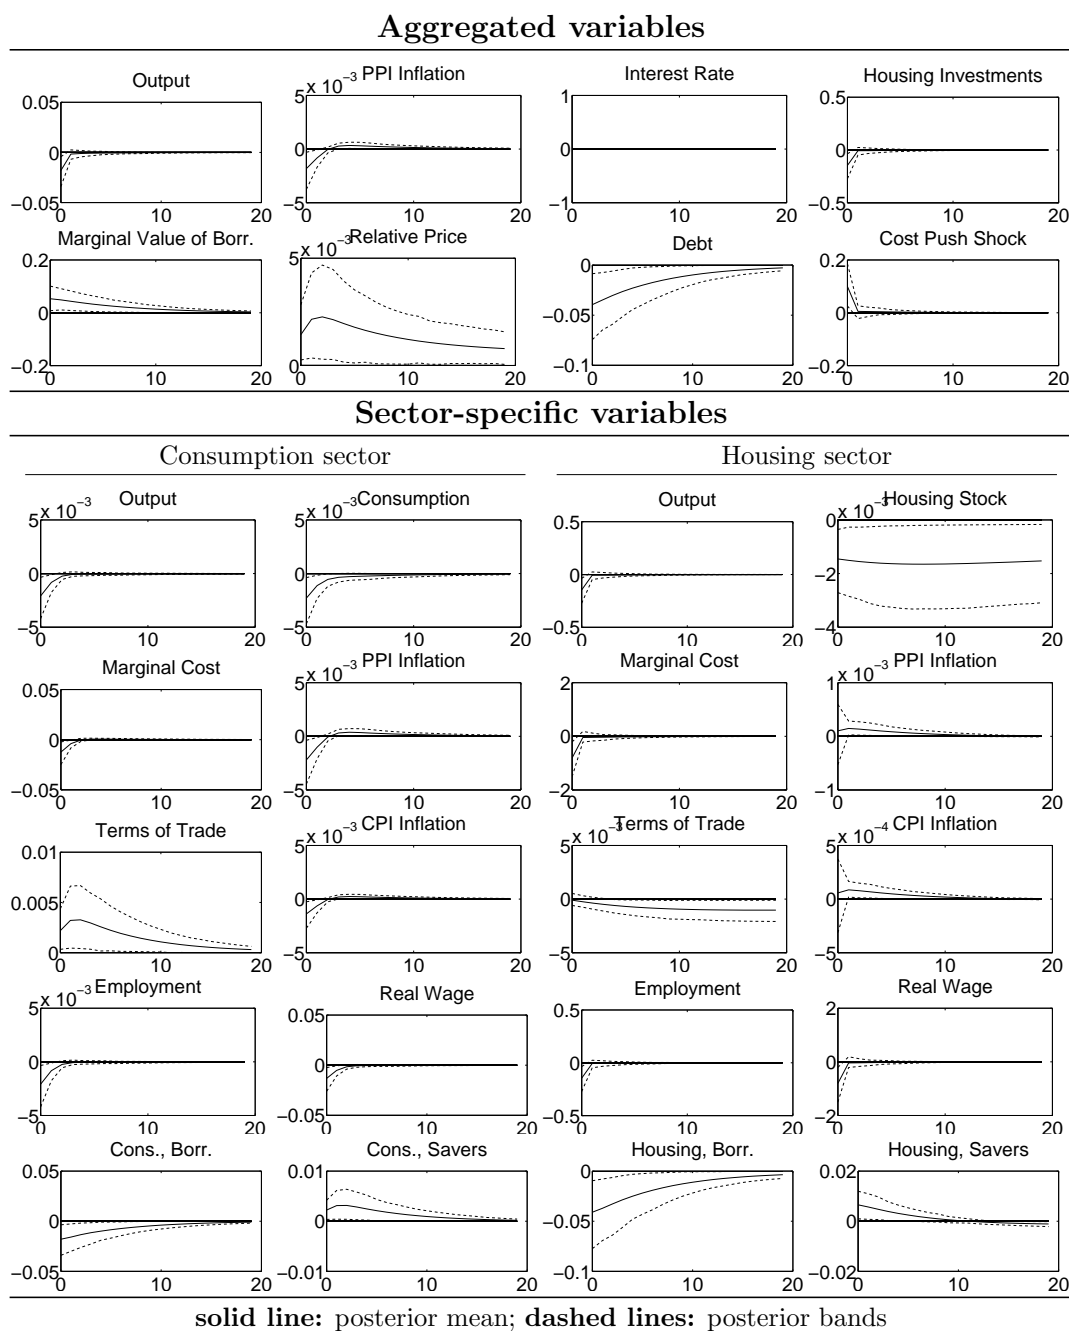 Aggregated variables
Output
x 10⁻³ PPI Inflation
Interest Rate
Housing Investments
0.05
0
−0.05
0 10 20
5
0
−5
0 10 20
1
0
−1
0 10 20
0.5
0
−0.5
0 10 20
Marginal Value of Borr.
x 10⁻³ Relative Price
Debt
Cost Push Shock
0.2
0
−0.2
0 10 20
5
0
0 10 20
0
−0.05
−0.1
0 10 20
0.2
0
−0.2
0 10 20
Sector-specific variables
Consumption sector
Housing sector
x 10⁻³ Output
x 10⁻³ Consumption
Output
x 10⁻³ Housing Stock
5
0
−5
0 10 20
5
0
−5
0 10 20
0.5
0
−0.5
0 10 20
0
−2
−4
0 10 20
Marginal Cost
x 10⁻³ PPI Inflation
Marginal Cost
x 10⁻³ PPI Inflation
0.05
0
−0.05
0 10 20
5
0
−5
0 10 20
2
0
−2
0 10 20
1
0
−1
0 10 20
Terms of Trade
x 10⁻³ CPI Inflation
x 10⁻³ Terms of Trade
x 10⁻⁴ CPI Inflation
0.01
0.005
0
0 10 20
5
0
−5
0 10 20
5
0
−5
0 10 20
5
0
−5
0 10 20
x 10⁻³ Employment
Real Wage
Employment
Real Wage
5
0
−5
0 10 20
0.05
0
−0.05
0 10 20
0.5
0
−0.5
0 10 20
2
0
−2
0 10 20
Cons., Borr.
Cons., Savers
Housing, Borr.
Housing, Savers
0.05
0
−0.05
0 10 20
0.01
0
−0.01
0 10 20
0
−0.05
−0.1
0 10 20
0.02
0
−0.02
0 10 20
solid line: posterior mean; dashed lines: posterior bands